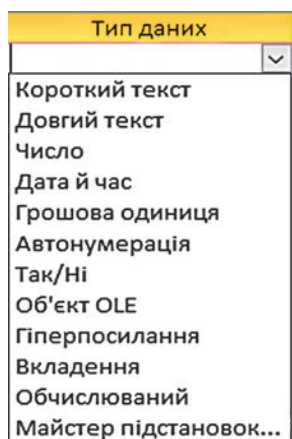 Тип даних
Короткий текст
Довгий текст
Число
Дата й час
Грошова одиниця
Автонумерація
Так/Ні
Об'єкт OLE
Гіперпосилання
Вкладення
Обчислюваний
Майстер підстановок...